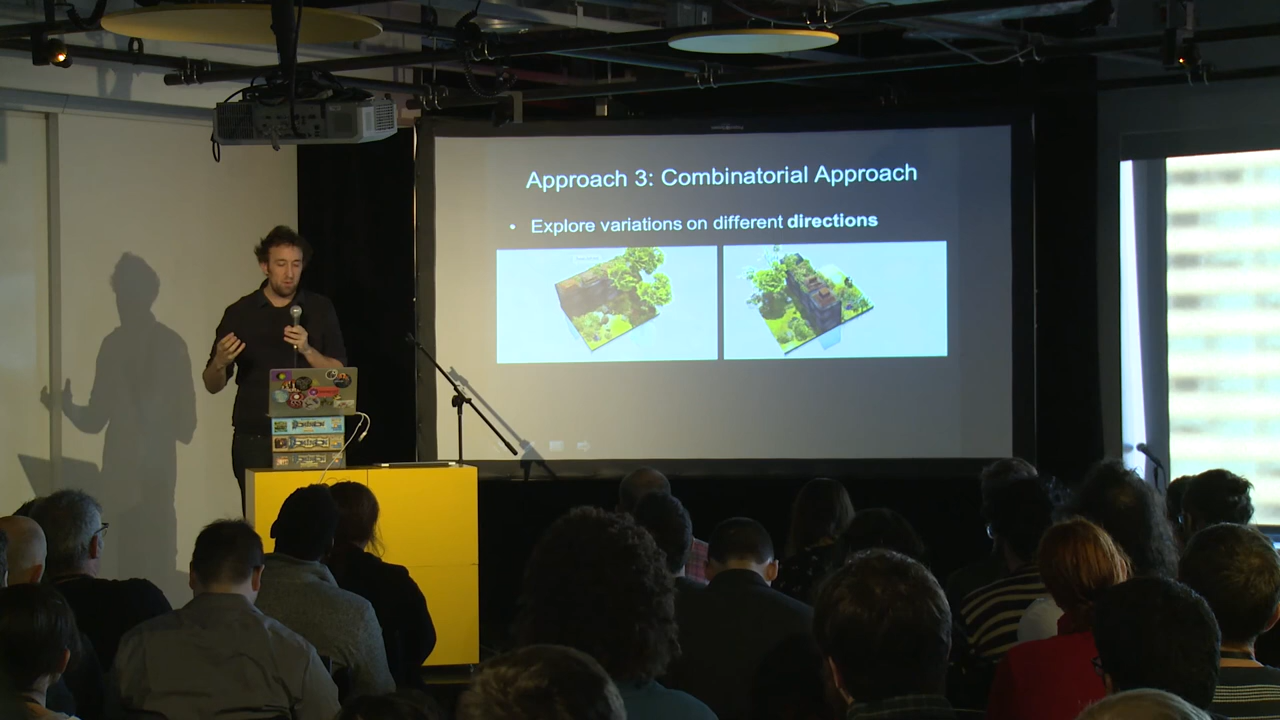 Approach 3: Combinatorial Approach
• Explore variations on different directions